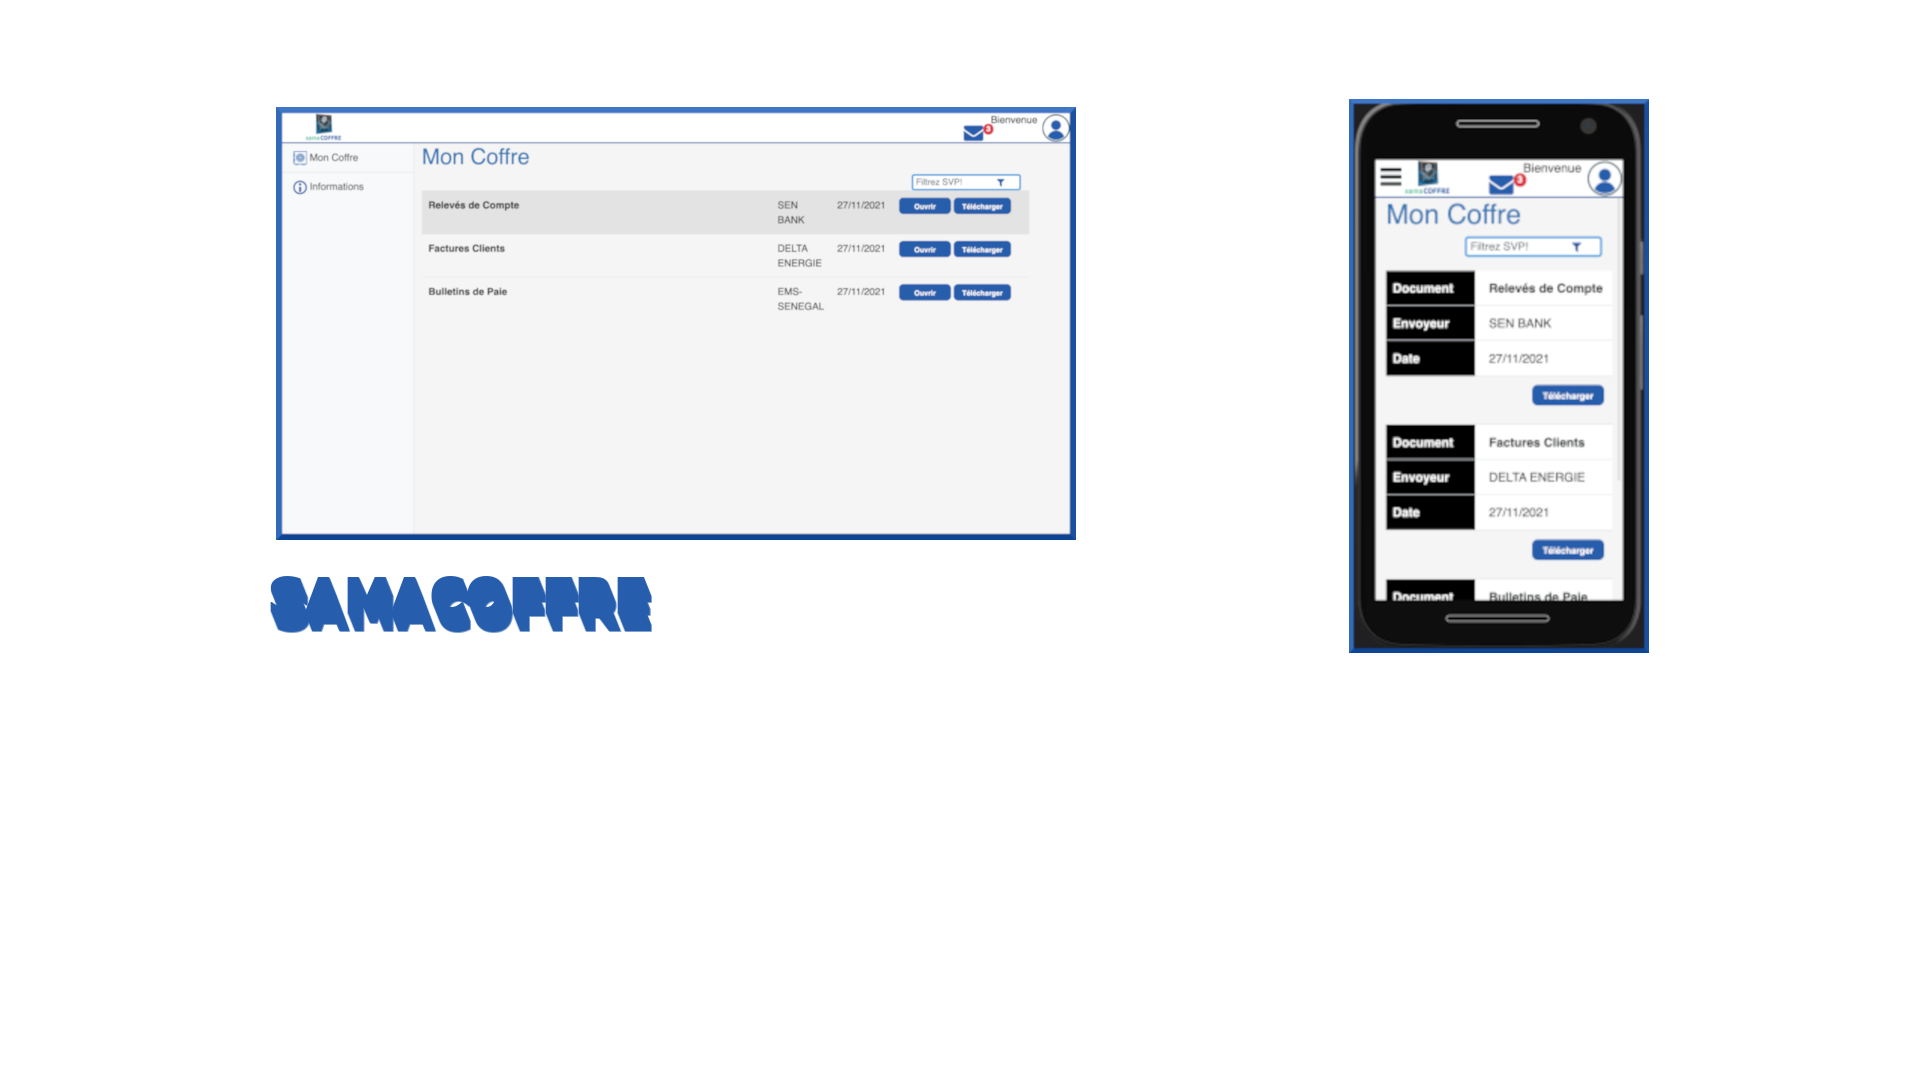 samaCOFFRE
Bienvenue
3
Mon Coffre
Informations
Mon Coffre
Filtrez SVP!
Relevés de Compte SEN BANK 27/11/2021 Ouvrir Télécharger
Factures Clients DELTA ENERGIE 27/11/2021 Ouvrir Télécharger
Bulletins de Paie EMS-SENEGAL 27/11/2021 Ouvrir Télécharger
SAMACOFFRE
samaCOFFRE
Bienvenue
3
Mon Coffre
Filtrez SVP!
Document Relevés de Compte
Envoyeur SEN BANK
Date 27/11/2021
Télécharger
Document Factures Clients
Envoyeur DELTA ENERGIE
Date 27/11/2021
Télécharger
Document Bulletins de Paie